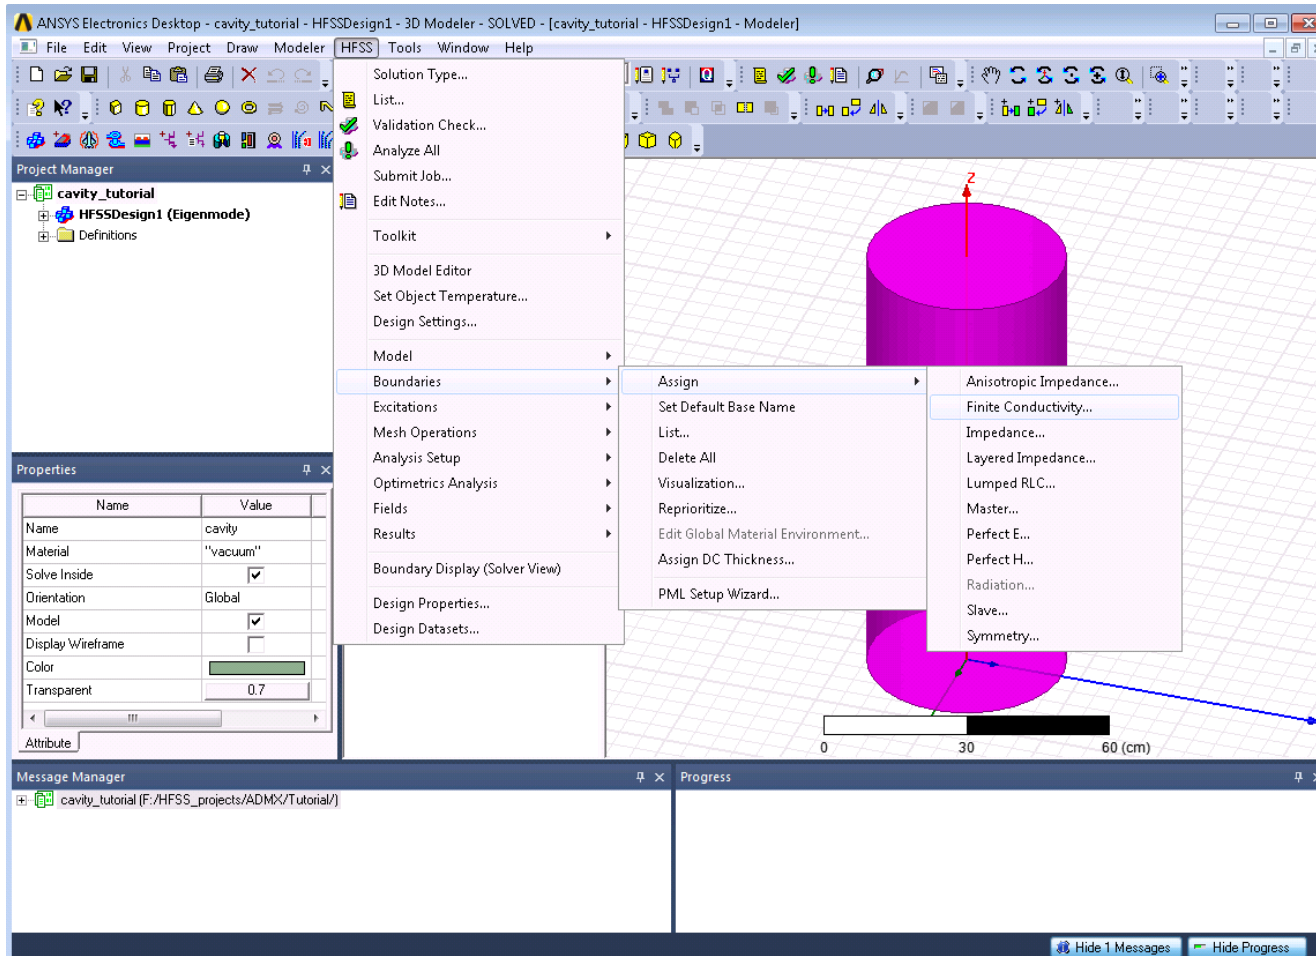 ANSYS Electronics Desktop - cavity_tutorial - HFSSDesign1 - 3D Modeler - SOLVED - [cavity_tutorial - HFSSDesign1 - Modeler]
File Edit View Project Draw Modeler HFSS Tools Window Help
Project Manager
cavity_tutorial
HFSSDesign1 (Eigenmode)
Definitions
Solution Type...
List...
Validation Check...
Analyze All
Submit Job...
Edit Notes...
Toolkit
3D Model Editor
Set Object Temperature...
Design Settings...
Model
Boundaries
Excitations
Mesh Operations
Analysis Setup
Optimetrics Analysis
Fields
Results
Boundary Display (Solver View)
Design Properties...
Design Datasets...
Assign
Set Default Base Name
List...
Delete All
Visualization...
Reprioritize...
Edit Global Material Environment...
Assign DC Thickness...
PML Setup Wizard...
Anisotropic Impedance...
Finite Conductivity...
Impedance...
Layered Impedance...
Lumped RLC...
Master...
Perfect E...
Perfect H...
Radiation...
Slave...
Symmetry...
Z
0 30 60 (cm)
Properties
Name Value
Name cavity
Material "vacuum"
Solve Inside
Orientation Global
Model
Display Wireframe
Color
Transparent 0.7
Attribute
Message Manager
cavity_tutorial (F:/HFSS_projects/ADMX/Tutorial/)
Progress
Hide 1 Messages
Hide Progress